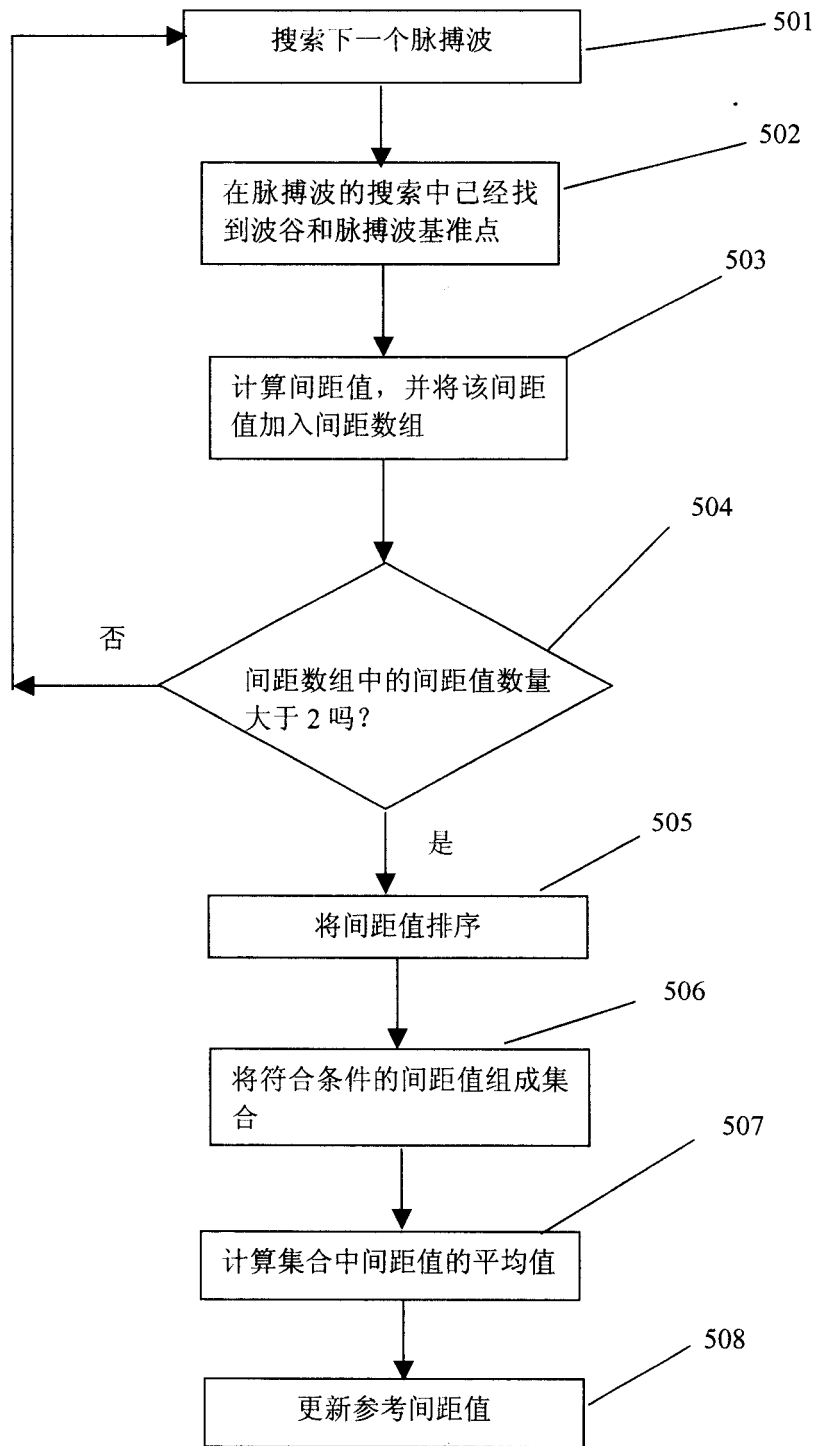 搜索下一个脉搏波
501
502
在脉搏波的搜索中已经找
到波谷和脉搏波基准点
503
计算间距值，并将该间距
值加入间距数组
504
否
间距数组中的间距值数量
大于2吗？
是
505
将间距值排序
506
将符合条件的间距值组成集
合
507
计算集合中间距值的平均值
508
更新参考间距值